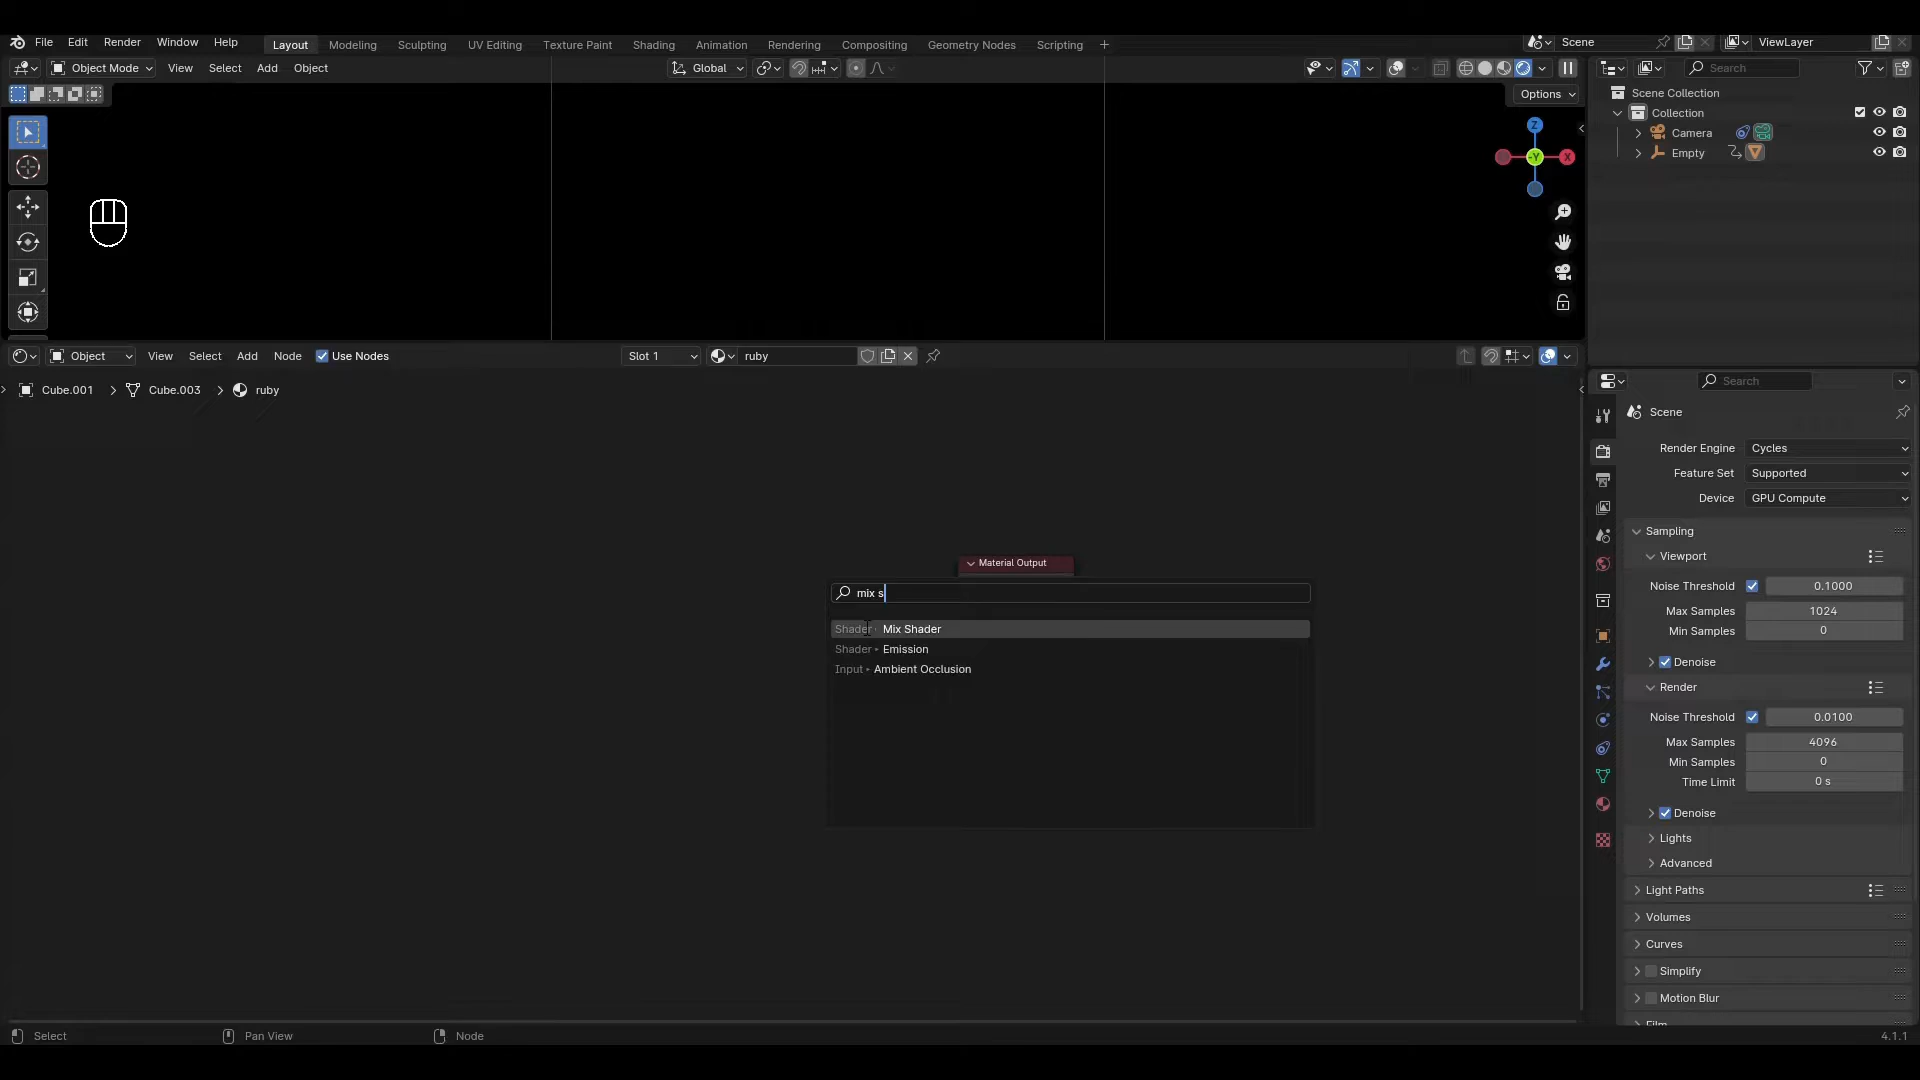 File Edit Render Window Help Layout Modeling Sculpting UV Editing Texture Paint Shading Animation Rendering Compositing Geometry Nodes Scripting + Scene ViewLayer
Object Mode View Select Add Object Global Search
Options
Scene Collection
Collection
Camera
Empty
Z
-Y X
Object View Select Add Node Use Nodes Slot 1 ruby
Cube.001 > Cube.003 > ruby
Search
Scene
Render Engine Cycles
Feature Set Supported
Device GPU Compute
Sampling
Viewport
Noise Threshold 0.1000
Max Samples 1024
Min Samples 0
Denoise
Render
Noise Threshold 0.0100
Max Samples 4096
Min Samples 0
Time Limit 0 s
Denoise
Lights
Advanced
Light Paths
Volumes
Curves
Simplify
Motion Blur
Film
Material Output
mix s
Shader Mix Shader
Shader Emission
Input Ambient Occlusion
Select Pan View Node 4.1.1